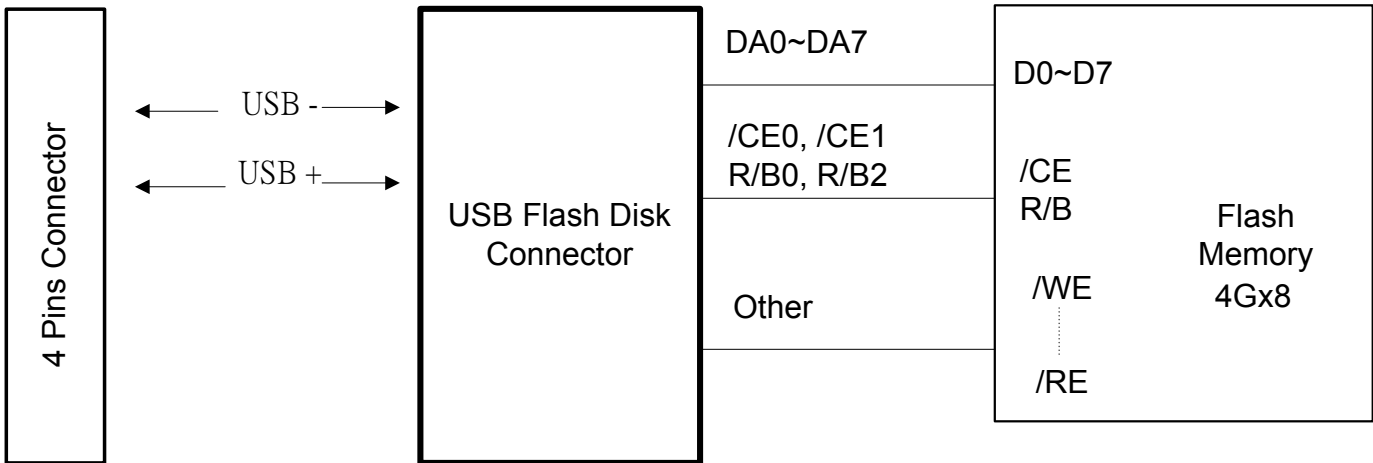 4 Pins Connector
USB -
USB +
USB Flash Disk
Connector
DA0~DA7
/CE0, /CE1
R/B0, R/B2
Other
D0~D7
/CE
R/B
/WE
/RE
Flash
Memory
4Gx8